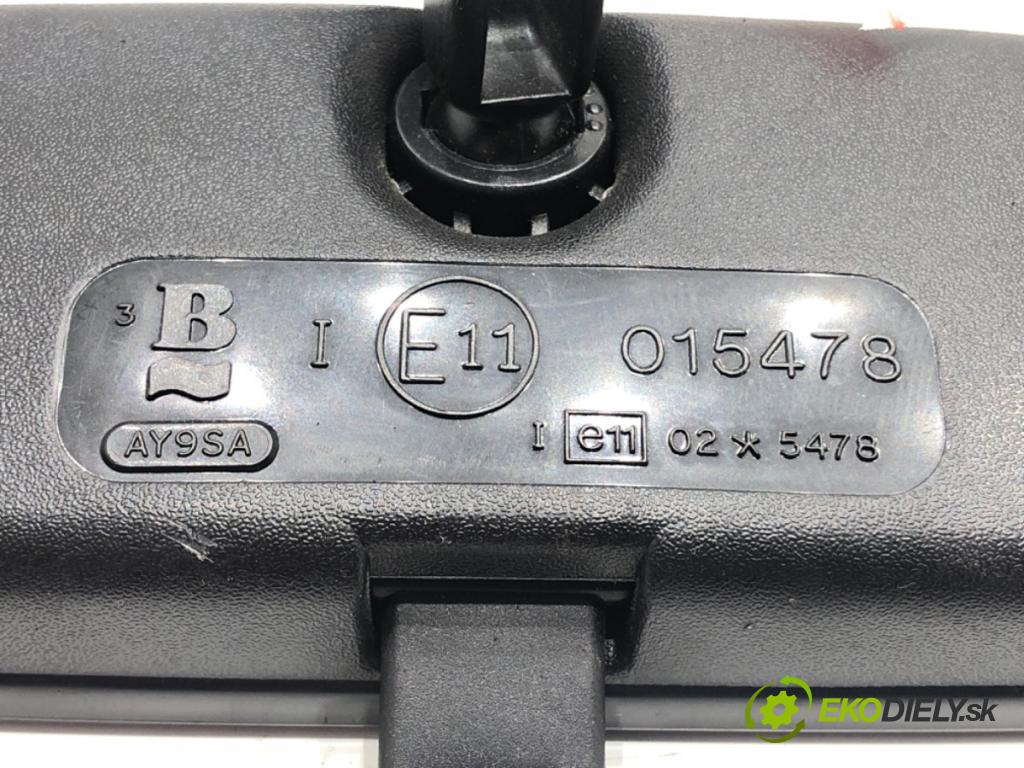 3 B I E11 015478
AY9SA I e11 02 * 5478
EKODIELY.sk